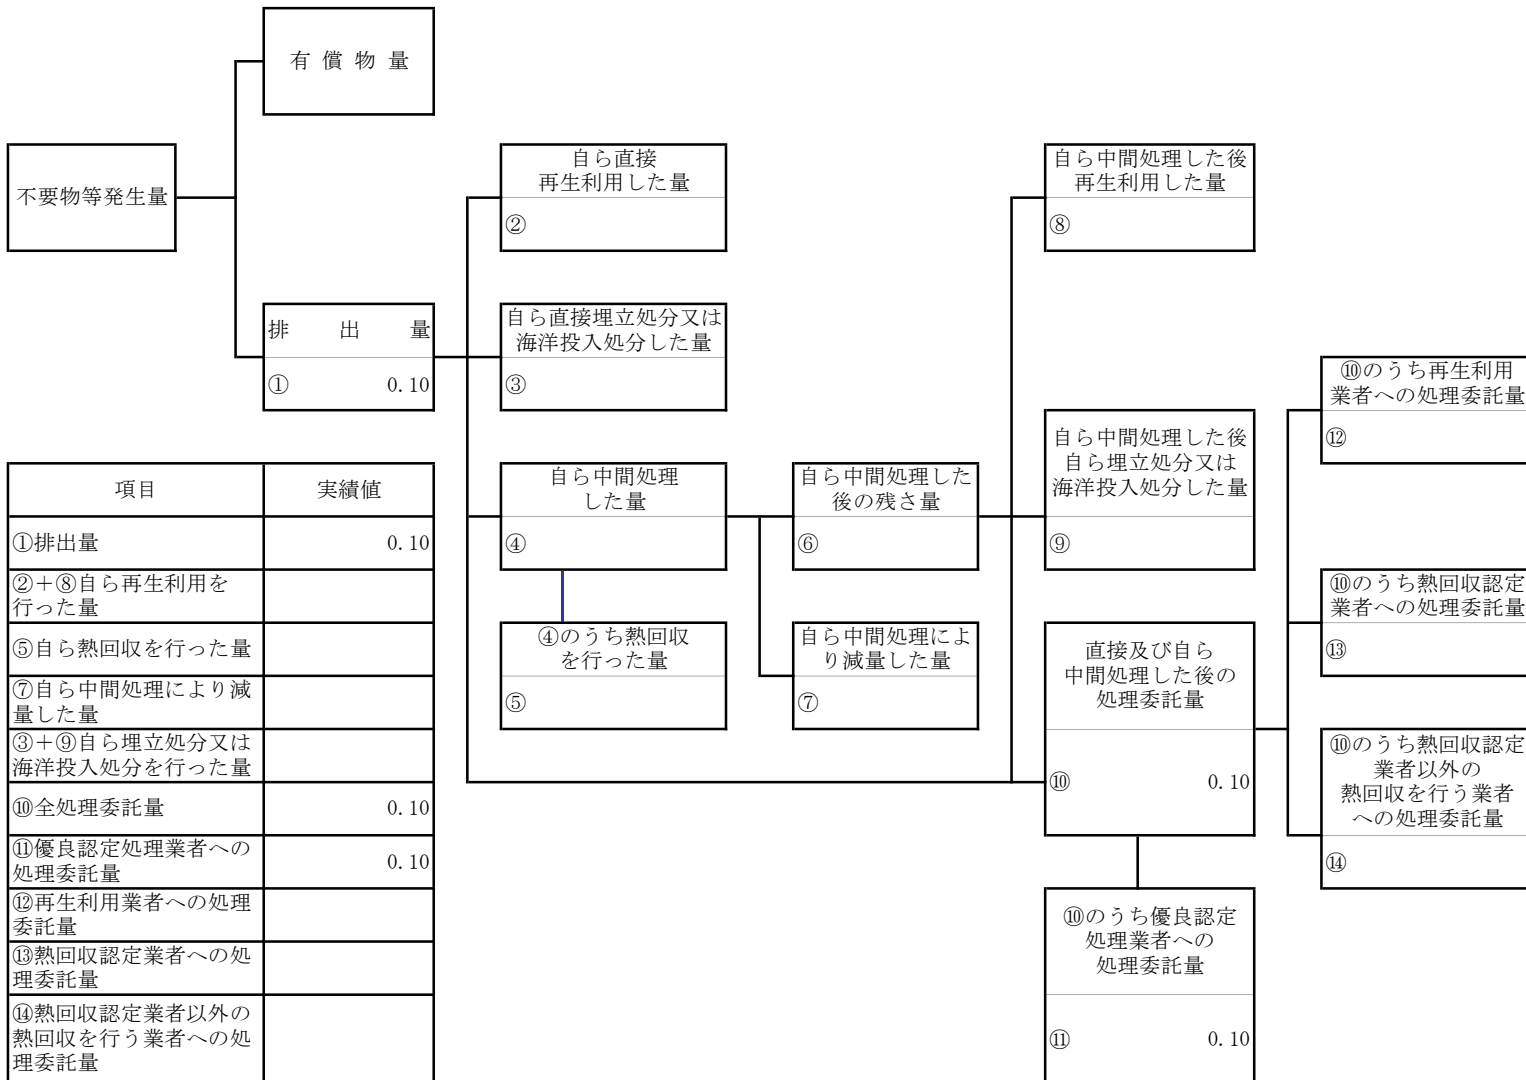 有償物量
不要物等発生量
排出量
① 0.10
自ら直接
再生利用した量
②
自ら直接埋立処分又は
海洋投入処分した量
③
自ら中間処理
した量
④
④のうち熱回収
を行った量
⑤
自ら中間処理した
後の残さ量
⑥
自ら中間処理によ
り減量した量
⑦
自ら中間処理した後
再生利用した量
⑧
自ら中間処理した後
自ら埋立処分又は
海洋投入処分した量
⑨
直接及び自ら
中間処理した後の
処理委託量
⑩ 0.10
⑩のうち優良認定
処理業者への
処理委託量
⑪ 0.10
⑩のうち再生利用
業者への処理委託量
⑫
⑩のうち熱回収認定
業者への処理委託量
⑬
⑩のうち熱回収認定
業者以外の
熱回収を行う業者
への処理委託量
⑭
項目 実績値
①排出量 0.10
②+⑧自ら再生利用を
行った量
⑤自ら熱回収を行った量
⑦自ら中間処理により減
量した量
③+⑨自ら埋立処分又は
海洋投入処分を行った量
⑩全処理委託量 0.10
⑪優良認定処理業者への
処理委託量 0.10
⑫再生利用業者への処理
委託量
⑬熱回収認定業者への処
理委託量
⑭熱回収認定業者以外の
熱回収を行う業者への処
理委託量